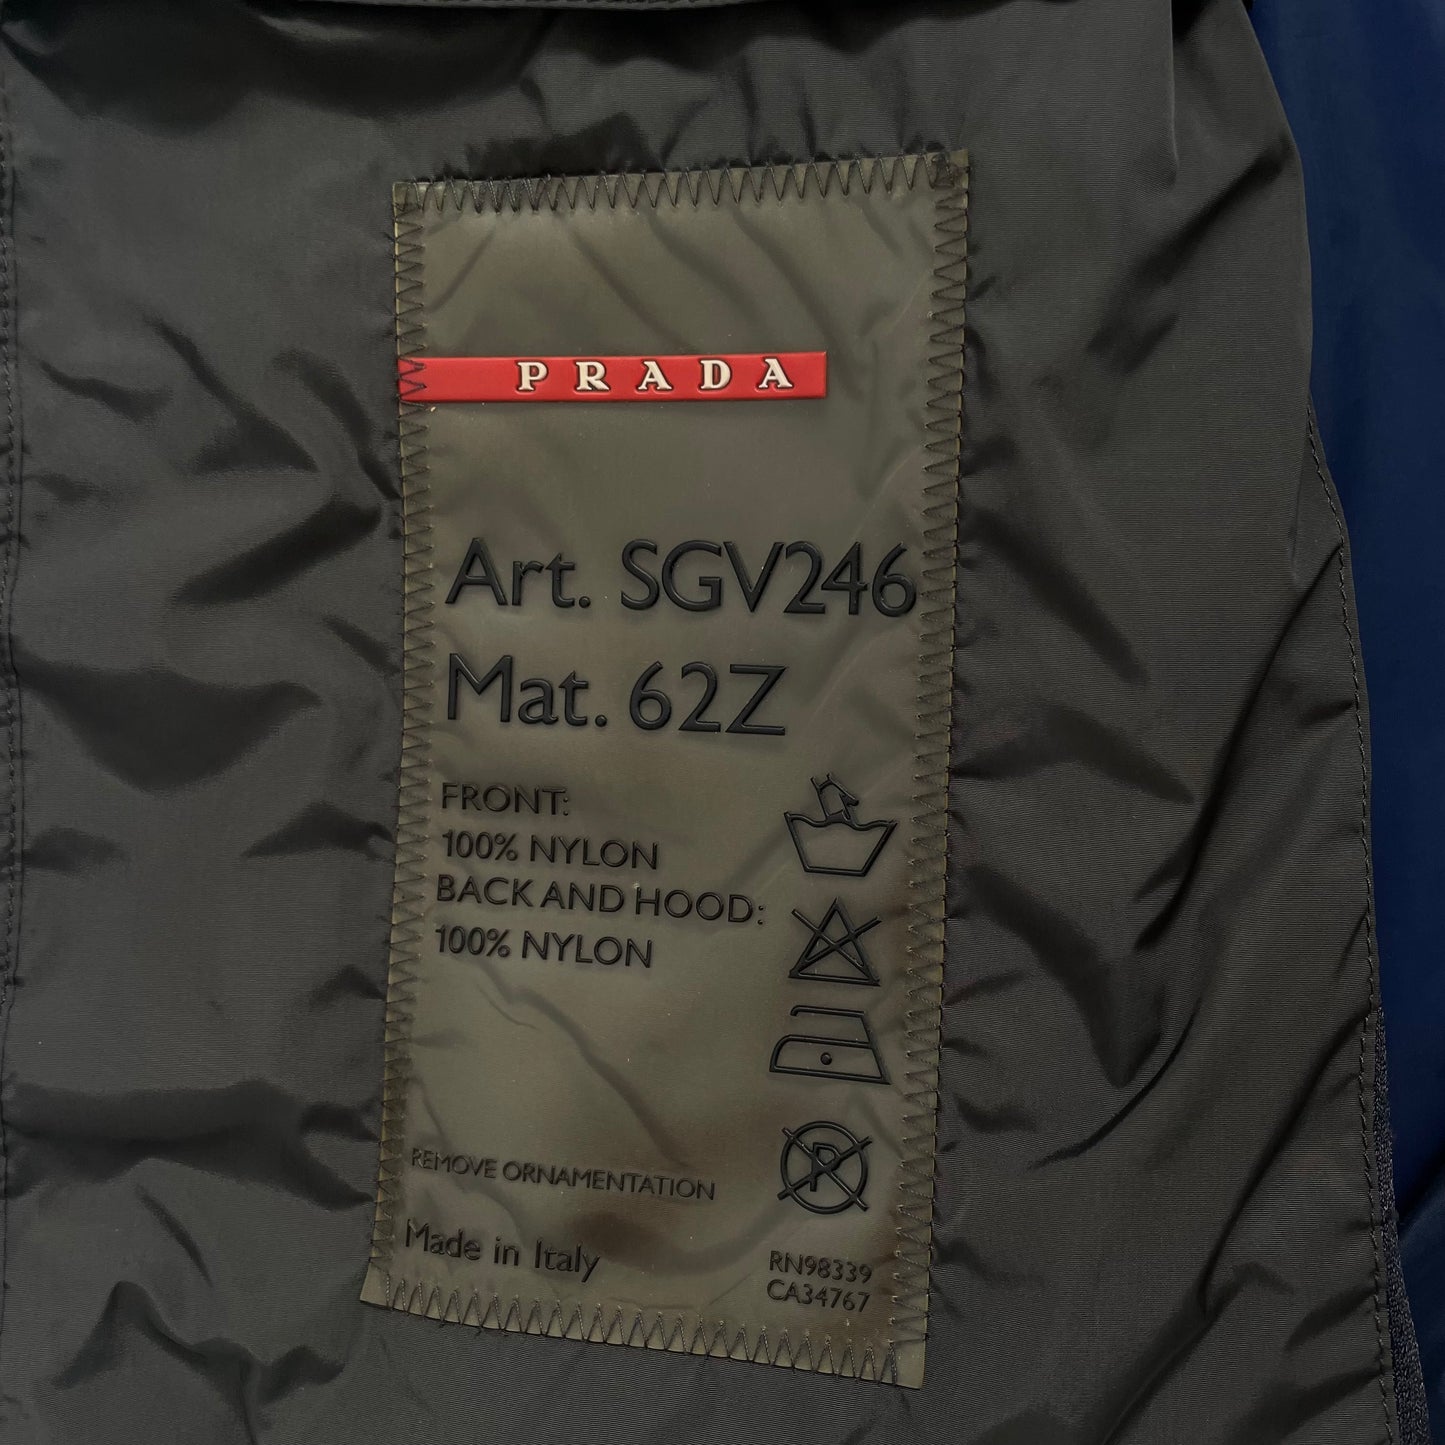 PRADA
Art. SGV246
Mat. 62Z
FRONT:
100% NYLON
BACK AND HOOD:
100% NYLON
P
REMOVE ORNAMENTATION
Made in Italy
RN98339
CA34767